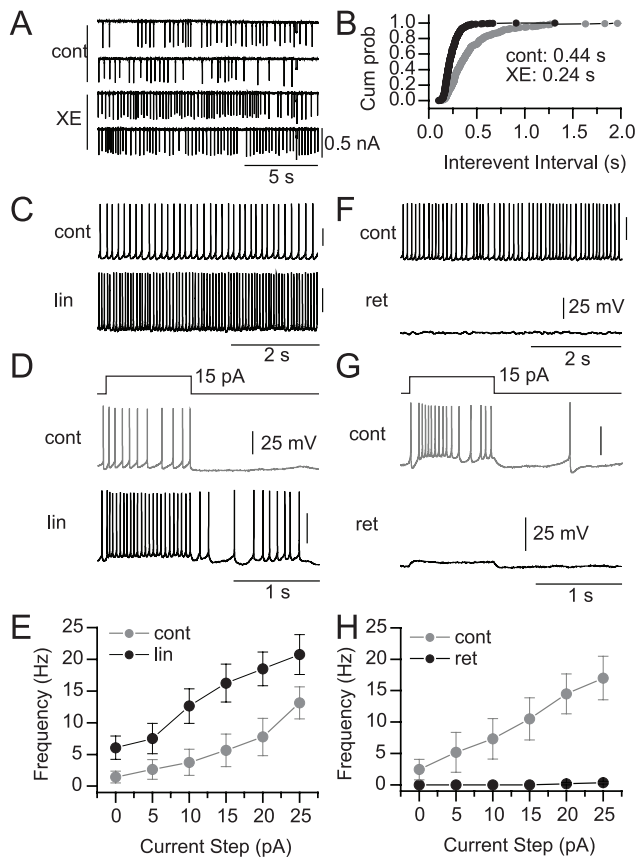 A
cont
XE
0.5 nA
5 s
B
Cum prob
1.0
0.8
0.6
0.4
0.2
0.0
cont: 0.44 s
XE: 0.24 s
0.0 0.5 1.0 1.5 2.0
Interevent Interval (s)
C
cont
lin
2 s
F
cont
ret
25 mV
2 s
D
15 pA
cont
25 mV
lin
1 s
G
15 pA
cont
ret
25 mV
1 s
E
Frequency (Hz)
25
20
15
10
5
0
cont
lin
0 5 10 15 20 25
Current Step (pA)
H
Frequency (Hz)
25
20
15
10
5
0
cont
ret
0 5 10 15 20 25
Current Step (pA)